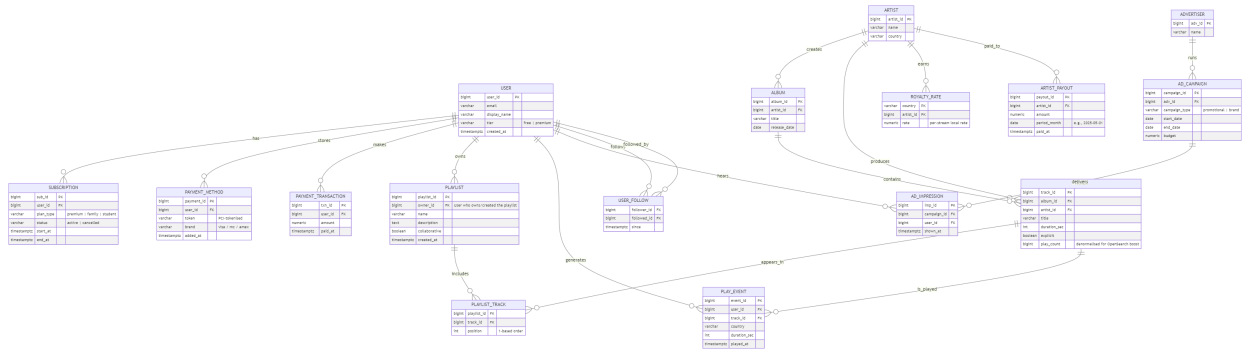 ARTIST
bigint artist_id PK
varchar name
varchar country
ADVERTISER
bigint adv_id PK
varchar name
creates
earns
paid_to
runs
USER
bigint user_id PK
varchar email
varchar display_name
varchar tier free | premium
timestamptz created_at
ALBUM
bigint album_id PK
bigint artist_id FK
varchar title
date release_date
ROYALTY_RATE
varchar country PK
bigint artist_id FK
numeric rate per-stream local rate
ARTIST_PAYOUT
bigint payout_id PK
bigint artist_id FK
numeric amount
date period_month e.g., 2025-05-01
timestamptz paid_at
AD_CAMPAIGN
bigint campaign_id PK
bigint adv_id FK
varchar campaign_type promotional | brand
date start_date
date end_date
numeric budget
has
stores
makes
owns
follows
followed_by
hears
produces
contains
delivers
SUBSCRIPTION
bigint sub_id PK
bigint user_id FK
varchar plan_type premium | family | student
varchar status active | cancelled
timestamptz start_at
timestamptz end_at
PAYMENT_METHOD
bigint payment_id PK
bigint user_id FK
varchar token PCI-tokenised
varchar brand visa | mc | amex
timestamptz added_at
PAYMENT_TRANSACTION
bigint txn_id PK
bigint user_id FK
numeric amount
timestamptz paid_at
PLAYLIST
bigint playlist_id PK
bigint owner_id FK user who owns/created the playlist
varchar name
text description
boolean collaborative
timestamptz created_at
USER_FOLLOW
bigint follower_id FK
bigint followed_id FK
timestamptz since
AD_IMPRESSION
bigint imp_id PK
bigint campaign_id FK
bigint user_id FK
timestamptz shown_at
bigint track_id PK
bigint album_id FK
bigint artist_id FK
varchar title
int duration_sec
boolean explicit
bigint play_count denormalised for OpenSearch boost
includes
generates
appears_in
is_played
PLAYLIST_TRACK
bigint playlist_id FK
bigint track_id FK
int position 1-based order
PLAY_EVENT
bigint event_id PK
bigint user_id FK
bigint track_id FK
varchar country
int duration_sec
timestamptz played_at